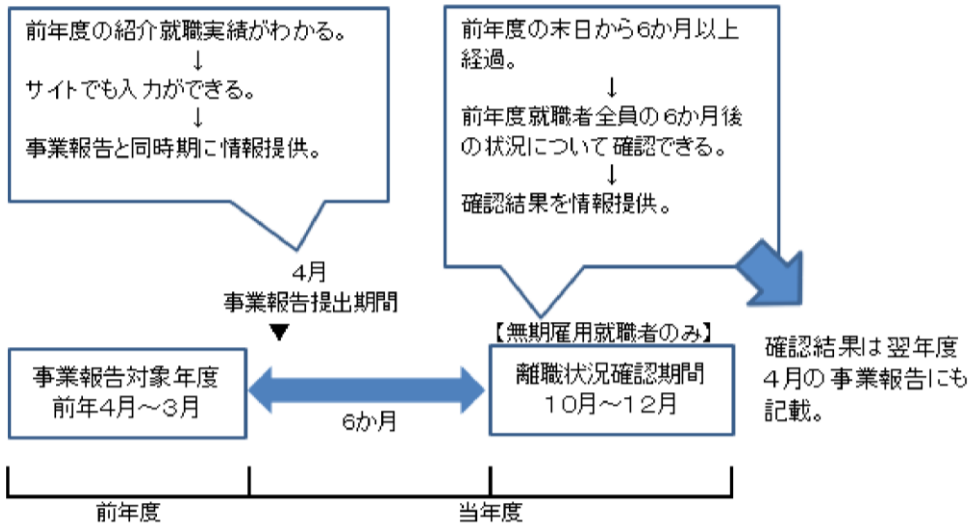 前年度の紹介就職実績がわかる。
↓
サイトでも入力ができる。
↓
事業報告と同時期に情報提供。
前年度の末日から6か月以上
経過。
↓
前年度就職者全員の6か月後
の状況について確認できる。
↓
確認結果を情報提供。
4月
事業報告提出期間
▼
【無期雇用就職者のみ】
事業報告対象年度
前年4月～3月
6か月
離職状況確認期間
10月～12月
確認結果は翌年度
4月の事業報告にも
記載。
前年度
当年度